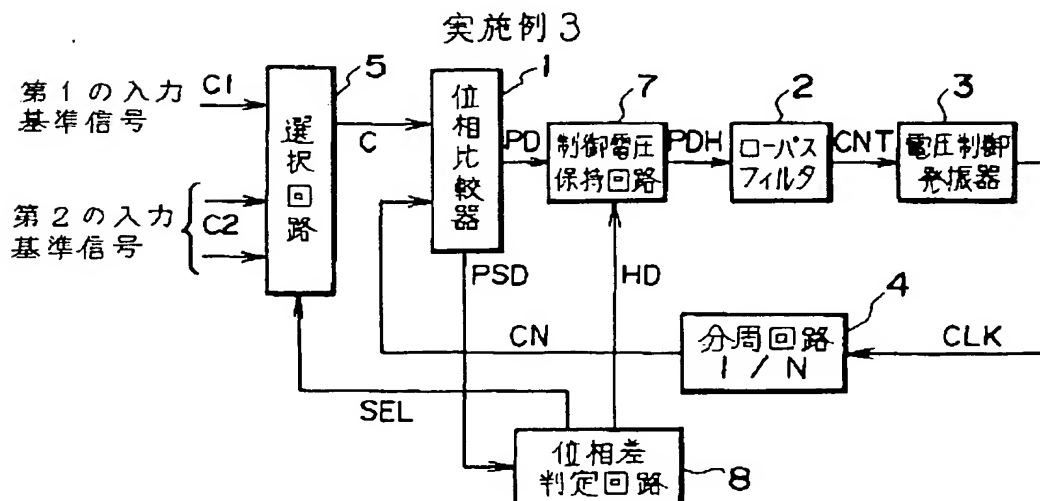 実施例3
第1の入力
基準信号
C1
5
選択回路
C
1
位相比較器
PD
7
制御電圧
保持回路
PDH
2
ローパス
フィルタ
CNT
3
電圧制御
発振器
第2の入力
基準信号
C2
PSD
HD
4
分周回路
1/N
CN
CLK
SEL
位相差
判定回路
8